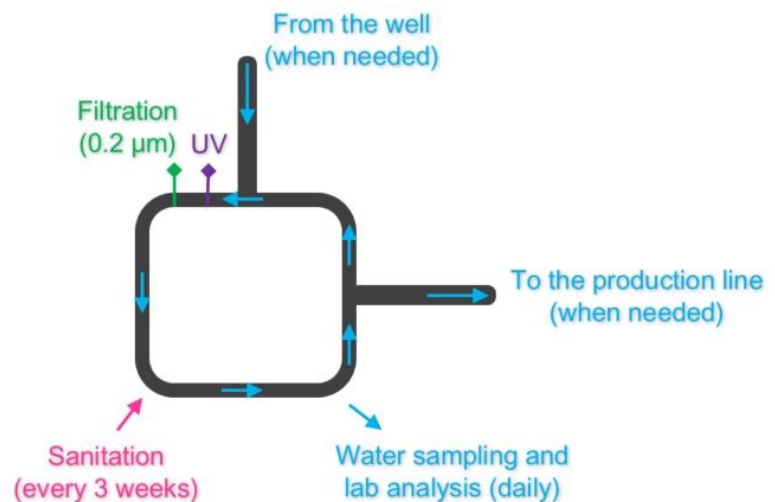 From the well
(when needed)
Filtration
(0.2 µm)
UV
To the production line
(when needed)
Sanitation
(every 3 weeks)
Water sampling and
lab analysis (daily)